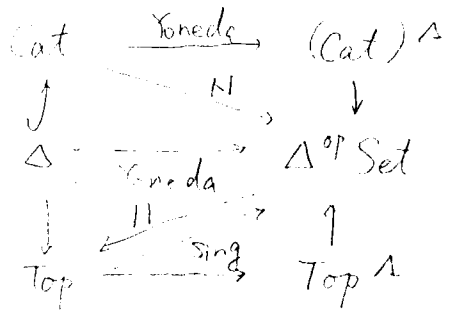 Cat Yoneda (Cat)^
N
Δ Yoneda Δ^op Set
||
Sing
Top Top^